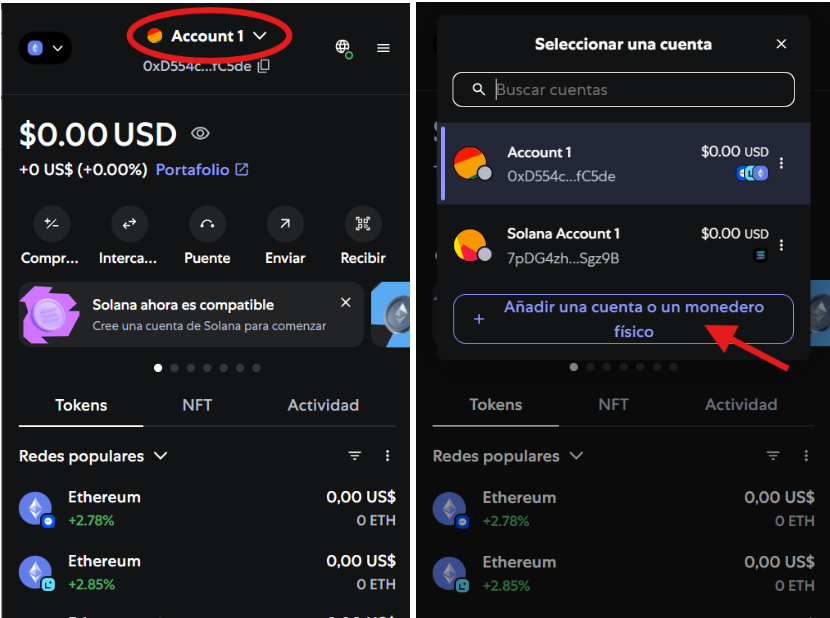 Account 1
0xD554c...fC5de
$0.00 USD
+0 US$ (+0.00%) Portafolio
Compr... Interca... Puente Enviar Recibir
Solana ahora es compatible
Cree una cuenta de Solana para comenzar
Tokens NFT Actividad
Redes populares
Ethereum 0,00 US$
+2.78% 0 ETH
Ethereum 0,00 US$
+2.85% 0 ETH
Seleccionar una cuenta
Buscar cuentas
Account 1 $0.00 USD
0xD554c...fC5de
Solana Account 1 $0.00 USD
7pDG4zh...Sgz9B
+ Añadir una cuenta o un monedero
físico
Tokens NFT Actividad
Redes populares
Ethereum 0,00 US$
+2.78% 0 ETH
Ethereum 0,00 US$
+2.85% 0 ETH